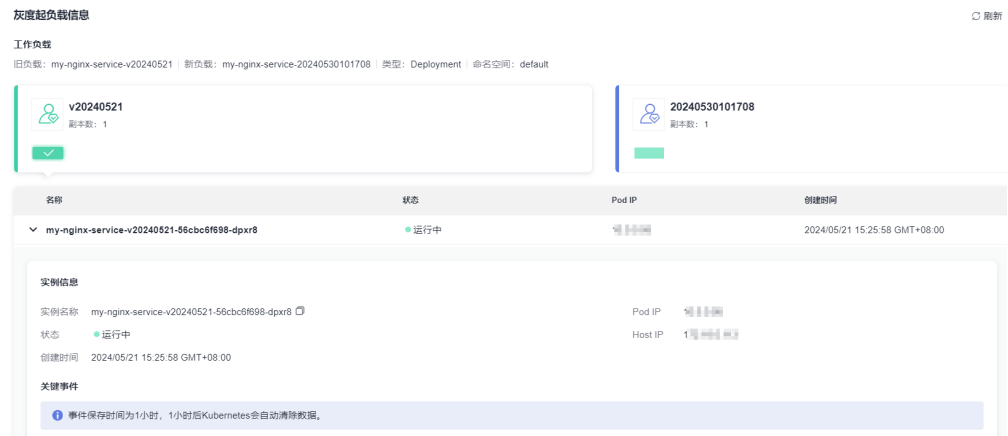 灰度起负载信息
刷新
工作负载
旧负载：my-nginx-service-v20240521 新负载：my-nginx-service-20240530101708 类型：Deployment 命名空间：default
v20240521
副本数：1
20240530101708
副本数：1
名称 状态 Pod IP 创建时间
my-nginx-service-v20240521-56cbc6f698-dpxr8 运行中 2024/05/21 15:25:58 GMT+08:00
实例信息
实例名称 my-nginx-service-v20240521-56cbc6f698-dpxr8 Pod IP
状态 运行中 Host IP
创建时间 2024/05/21 15:25:58 GMT+08:00
关键事件
事件保存时间为1小时，1小时后Kubernetes会自动清除数据。